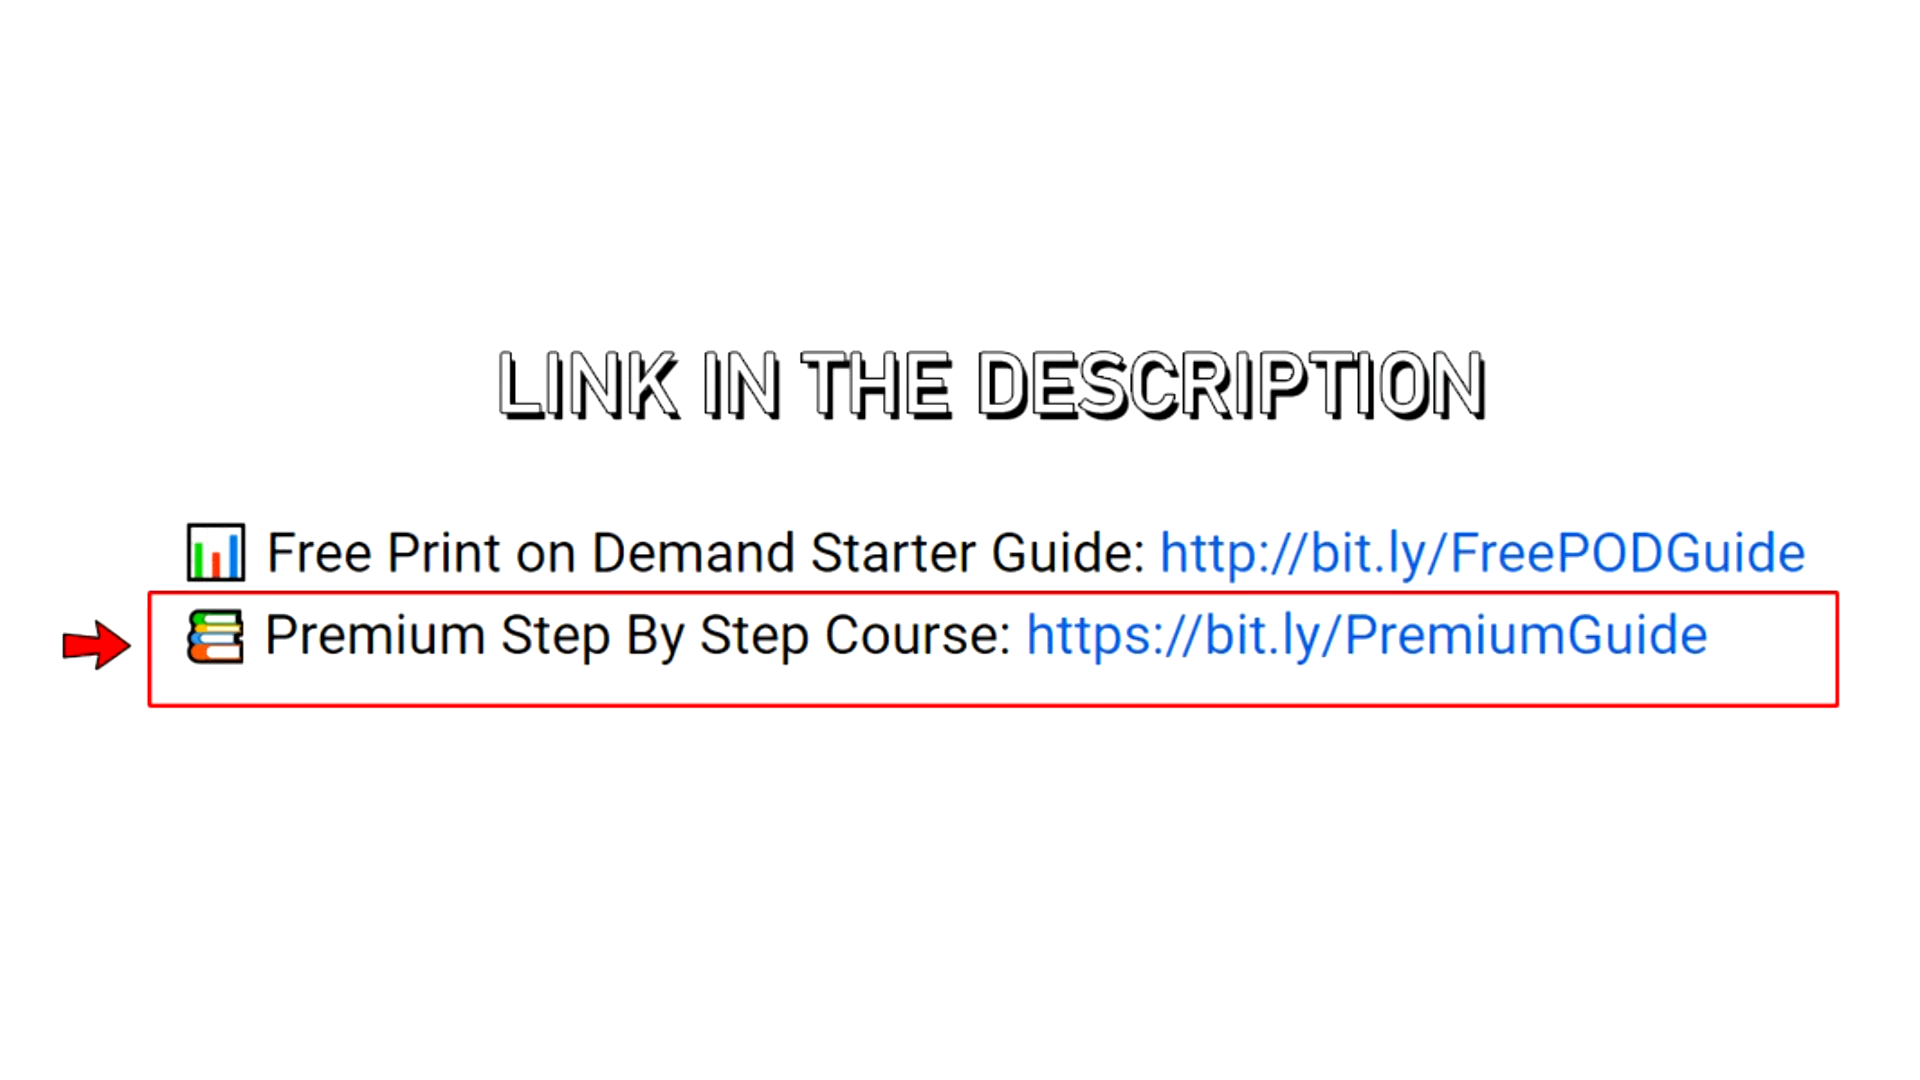 LINK IN THE DESCRIPTION
Free Print on Demand Starter Guide: http://bit.ly/FreePODGuide
Premium Step By Step Course: https://bit.ly/PremiumGuide